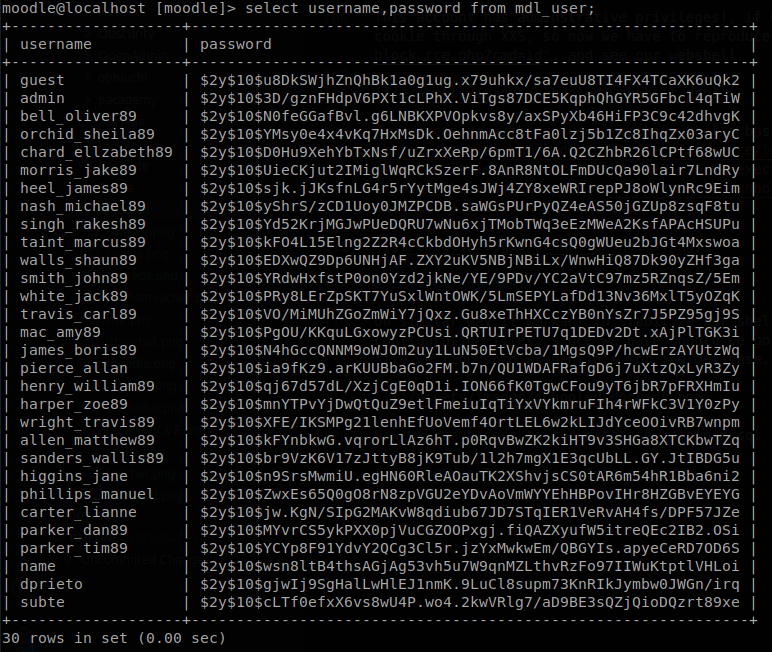 moodle@localhost [moodle]> select username,password from mdl_user;
+-------------------+--------------------------------------------------------------+
| username | password |
+-------------------+--------------------------------------------------------------+
| guest | $2y$10$u8DkSWjhZnQhBk1a0g1ug.x79uhkx/sa7euU8TI4FX4TCaXK6uQk2 |
| admin | $2y$10$3D/gznFHdpV6PXt1cLPhX.ViTgs87DCE5KqphQhGYR5GFbcl4qTiW |
| bell_oliver89 | $2y$10$N0feGGafBvl.g6LNBKXPVOpkvs8y/axSPyXb46HiFP3C9c42dhvgK |
| orchid_sheila89 | $2y$10$YMsy0e4x4vKq7HxMsDk.OehnmAcc8tFa0lzj5b1Zc8IhqZx03aryC |
| chard_ellzabeth89 | $2y$10$D0Hu9XehYbTxNsf/uZrxXeRp/6pmT1/6A.Q2CZhbR26lCPtf68wUC |
| morris_jake89 | $2y$10$UieCKjut2IMiglWqRCkSzerF.8AnR8NtOLFmDUcQa90lair7LndRy |
| heel_james89 | $2y$10$sjk.jJKsfnLG4r5rYytMge4sJWj4ZY8xeWRIrepPJ8oWlynRc9Eim |
| nash_michael89 | $2y$10$yShrS/zCD1Uoy0JMZPCDB.saWGsPUrPyQZ4eAS50jGZUp8zsqF8tu |
| singh_rakesh89 | $2y$10$Yd52KrjMGJwPUeDQRU7wNu6xjTMobTWq3eEzMWeA2KsfAPAcHSUPu |
| taint_marcus89 | $2y$10$kFO4L15Elng2Z2R4cCkbdOHyh5rKwnG4csQ0gWUeu2bJGt4Mxswoa |
| walls_shaun89 | $2y$10$EDXwQZ9Dp6UNHjAF.ZXY2uKV5NBjNBiLx/WnwHiQ87Dk90yZHf3ga |
| smith_john89 | $2y$10$YRdwHxfstP0on0Yzd2jkNe/YE/9PDv/YC2aVtC97mz5RZnqsZ/5Em |
| white_jack89 | $2y$10$PRy8LErZpSKT7YuSxlWntOWK/5LmSEPYLafDd13Nv36MxlT5yOZqK |
| travis_carl89 | $2y$10$VO/MiMUhZGoZmWiY7jQxz.Gu8xeThHXCczYB0nYsZr7J5PZ95gj9S |
| mac_amy89 | $2y$10$PgOU/KKquLGxowyzPCUsi.QRTUIrPETU7q1DEDv2Dt.xAjPlTGK3i |
| james_boris89 | $2y$10$N4hGccQNNM9oWJOm2uy1LuN50EtVcba/1MgsQ9P/hcwErzAYUtzWq |
| pierce_allan | $2y$10$ia9fKz9.arKUUBbaGo2FM.b7n/QU1WDAFRafgD6j7uXtzQxLyR3Zy |
| henry_william89 | $2y$10$qj67d57dL/XzjCgE0qD1i.ION66fK0TgwCFou9yT6jbR7pFRXHmIu |
| harper_zoe89 | $2y$10$mnYTPvYjDwQtQuZ9etlFmeiuIqTiYxVYkmruFIh4rWFkC3V1Y0zPy |
| wright_travis89 | $2y$10$XFE/IKSMPg21lenhEfUoVemf4OrtLEL6w2kLIJdYceOOivRB7wnpm |
| allen_matthew89 | $2y$10$kFYnbkwG.vqrorLlAz6hT.p0RqvBwZK2kiHT9v3SHGa8XTCKbwTZq |
| sanders_wallis89 | $2y$10$br9VzK6V17zJttyB8jK9Tub/1l2h7mgX1E3qcUbLL.GY.JtIBDG5u |
| higgins_jane | $2y$10$n9SrsMwmiU.egHN60RleAOauTK2XShvjsCS0tAR6m54hR1Bba6ni2 |
| phillips_manuel | $2y$10$ZwxEs65Q0gO8rN8zpVGU2eYDvAoVmWYYEhHBPovIHr8HZGBvEYEYG |
| carter_lianne | $2y$10$jw.KgN/SIpG2MAKvW8qdiub67JD7STqIER1VeRvAH4fs/DPF57JZe |
| parker_dan89 | $2y$10$MYvrCS5ykPXX0pjVuCGZOOPxgj.fiQAZXyufW5itreQEc2IB2.OSi |
| parker_tim89 | $2y$10$YCYp8F91YdvY2QCg3Cl5r.jzYxMwkwEm/QBGYIs.apyeCeRD7OD6S |
| name | $2y$10$wsn8ltB4thsAGjAg53vh5u7W9qnMZLthvRzFo97IIWuKtptlVHLoi |
| dprieto | $2y$10$gjwIj9SgHalLwHlEJ1nmK.9LuCl8supm73KnRIkJymbw0JWGn/irq |
| subte | $2y$10$cLTf0efxX6vs8wU4P.wo4.2kwVRlg7/aD9BE3sQZjQioDQzrt89xe |
+-------------------+--------------------------------------------------------------+
30 rows in set (0.00 sec)